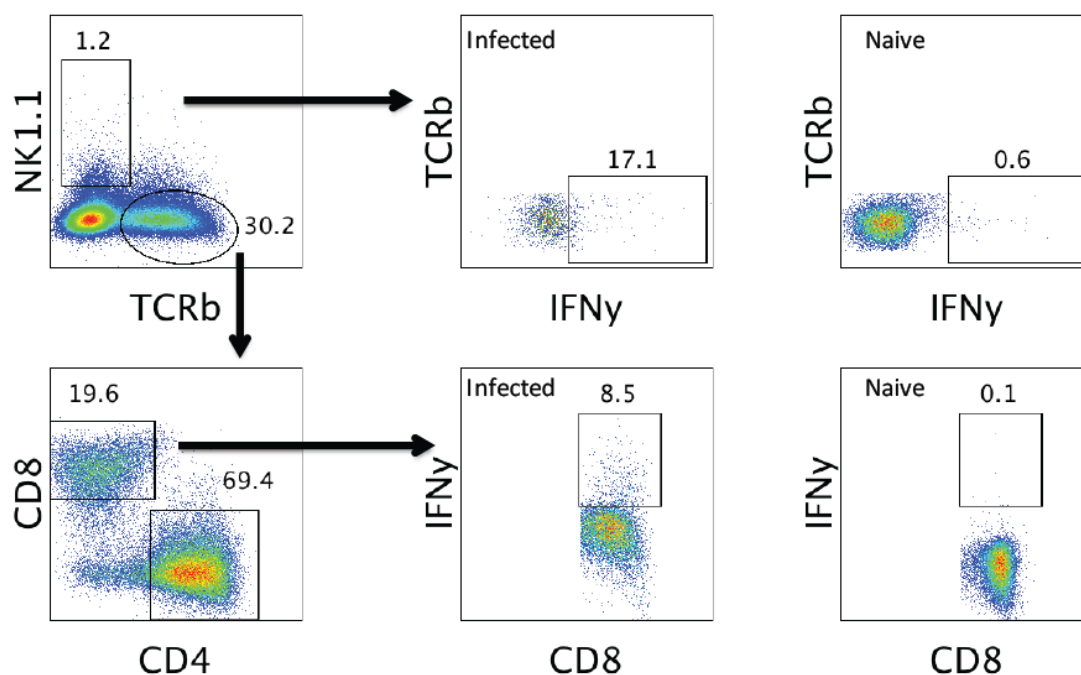 1.2
NK1.1
30.2
TCRb
Infected
17.1
TCRb
IFNy
Naive
0.6
TCRb
IFNy
19.6
69.4
CD8
CD4
Infected
8.5
IFNy
CD8
Naive
0.1
IFNy
CD8